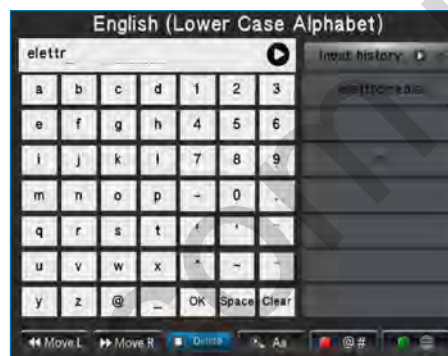 English (Lower Case Alphabet)
elettr_
Input history
a b c d 1 2 3
e f g h 4 5 6
i j k l 7 8 9
m n o p - 0 .
q r s t
u v w x
y z @ _ OK Space Clear
Move L Move R Delete Aa @ #